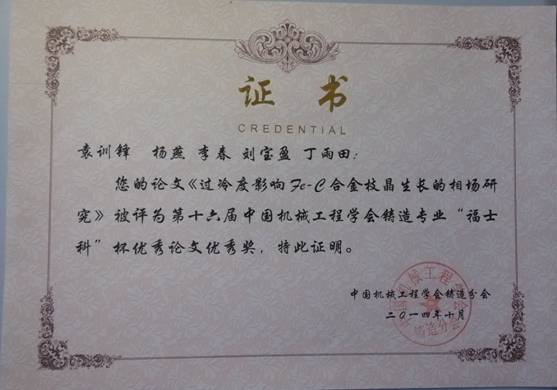 证 书
CREDENTIAL
袁训锋 杨燕 李春 刘宝盈 丁雨田:
您的论文《过冷度影响Fe-C合金枝晶生长的相场研
究》被评为第十六届中国机械工程学会铸造专业“福士
科”杯优秀论文优秀奖,特此证明。
中国机械工程学会铸造分会
二〇一四年十月
铸造分会